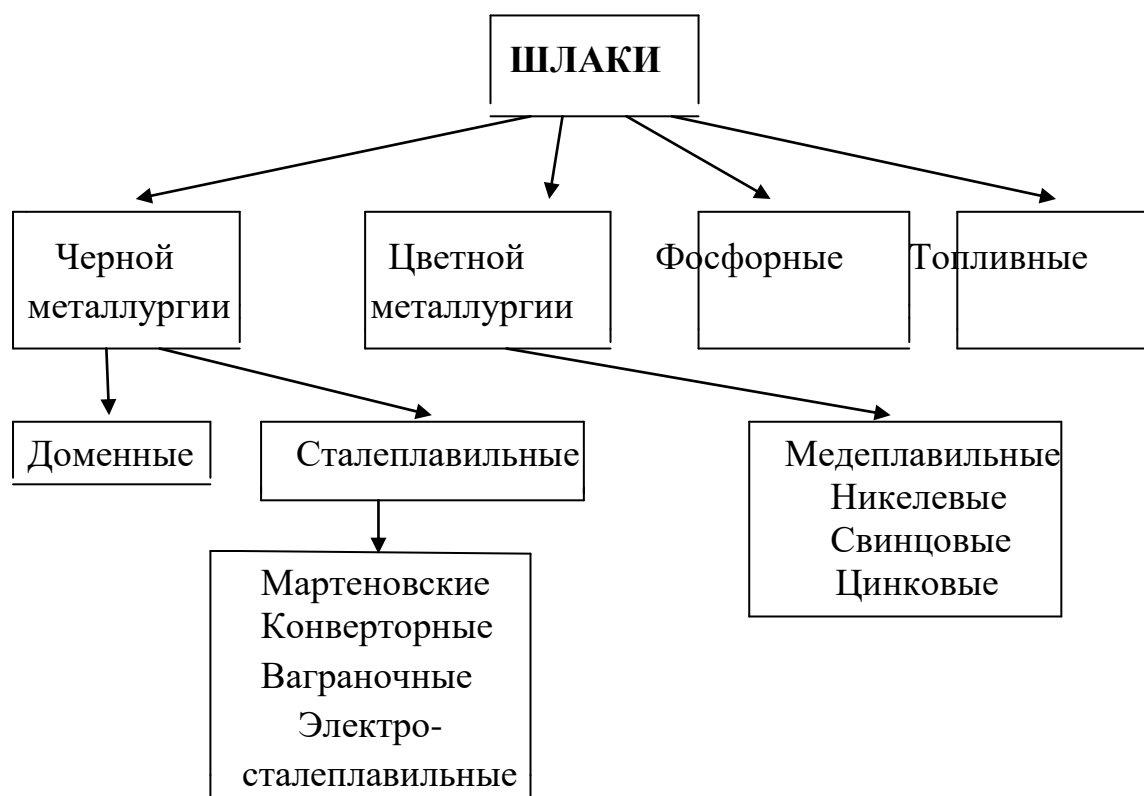 ШЛАКИ
Черной
металлургии
Цветной
металлургии
Фосфорные
Топливные
Доменные
Сталеплавильные
Медеплавильные
Никелевые
Свинцовые
Цинковые
Мартеновские
Конверторные
Ваграночные
Электро-
сталеплавильные